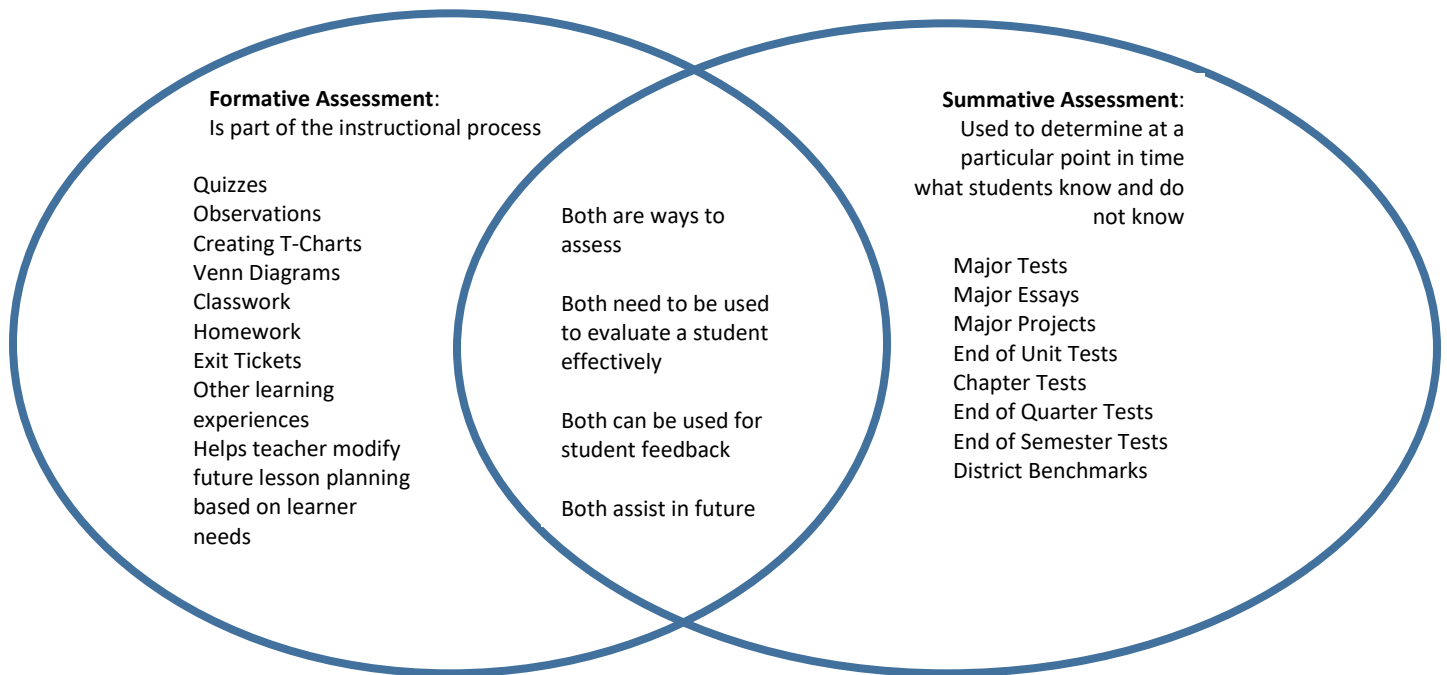 Formative Assessment:
Is part of the instructional process
Quizzes
Observations
Creating T-Charts
Venn Diagrams
Classwork
Homework
Exit Tickets
Other learning
experiences
Helps teacher modify
future lesson planning
based on learner
needs
Both are ways to
assess
Both need to be used
to evaluate a student
effectively
Both can be used for
student feedback
Both assist in future
Summative Assessment:
Used to determine at a
particular point in time
what students know and do
not know
Major Tests
Major Essays
Major Projects
End of Unit Tests
Chapter Tests
End of Quarter Tests
End of Semester Tests
District Benchmarks